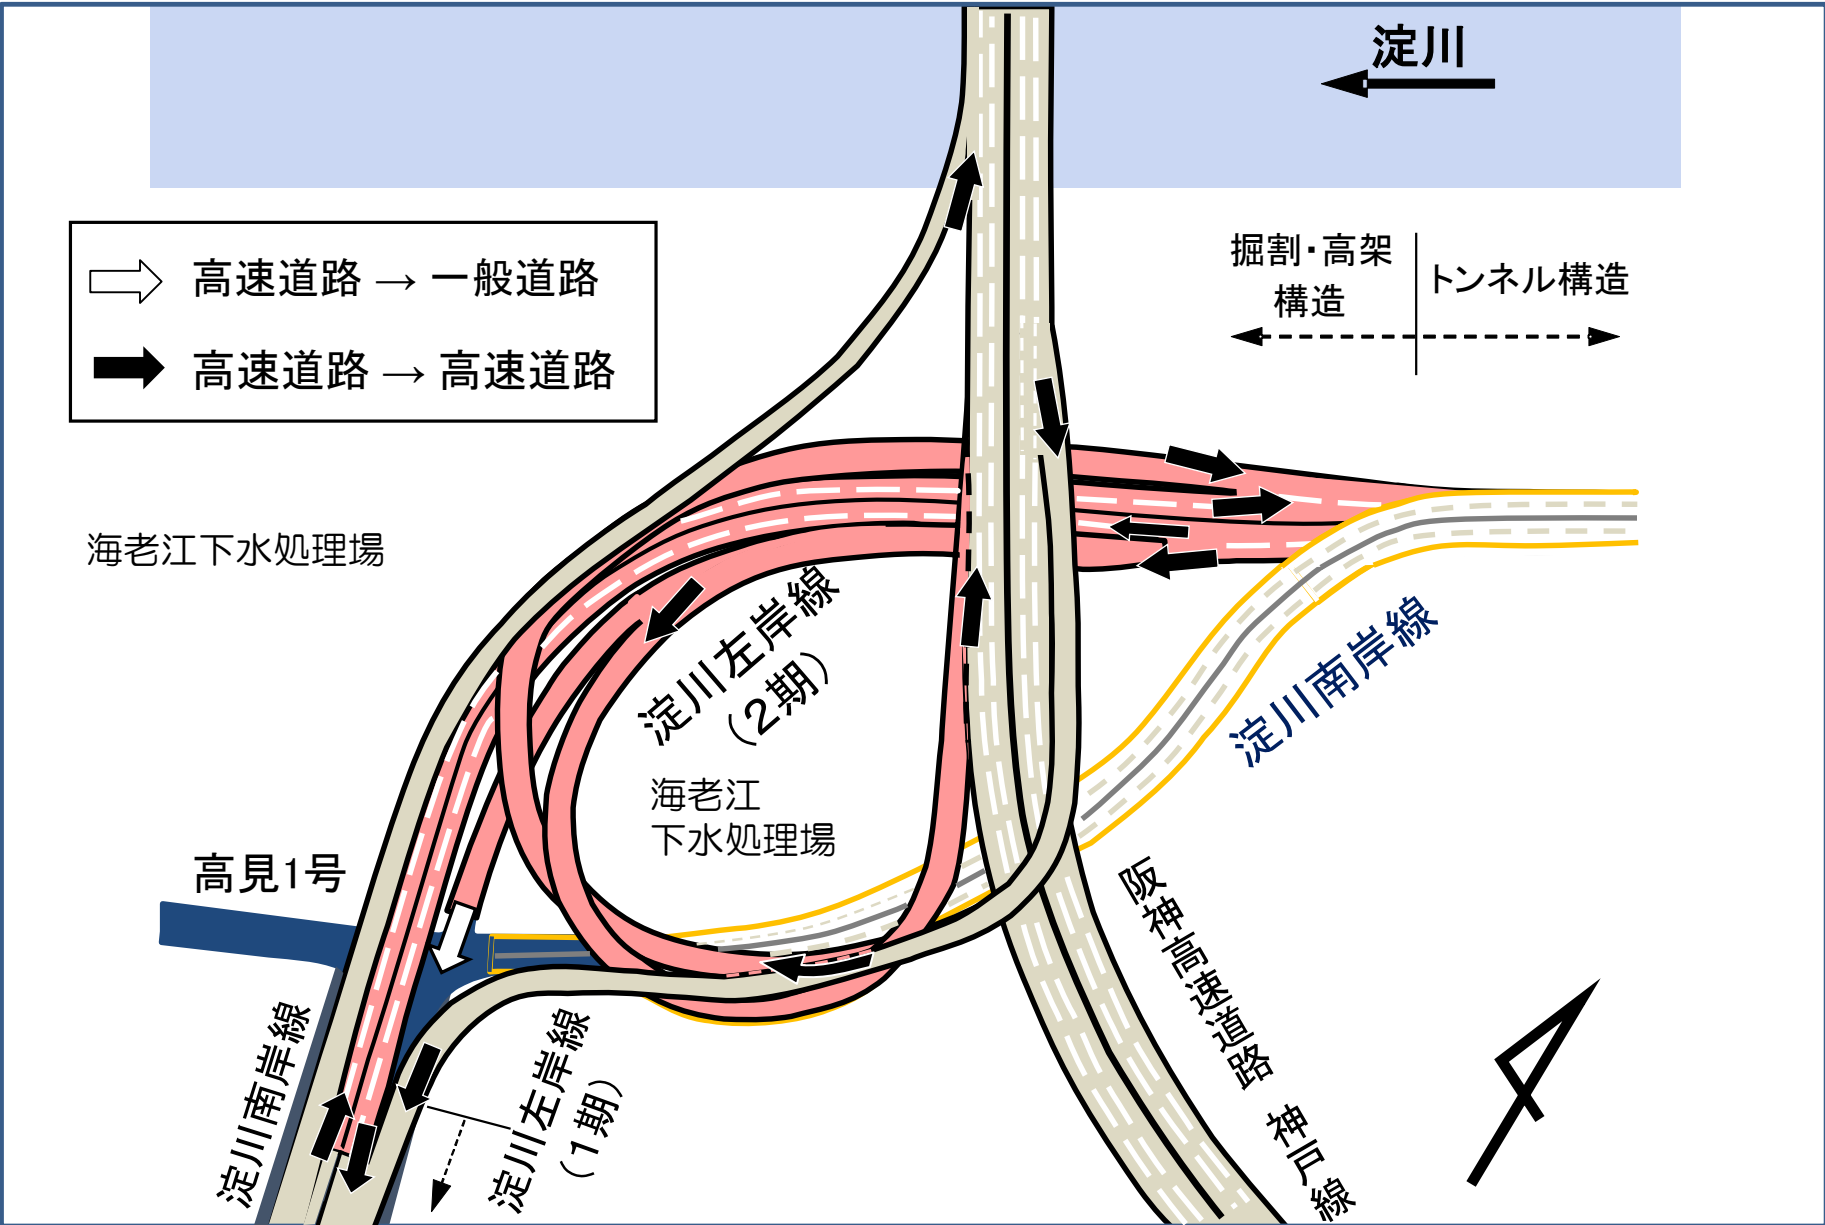 淀川
高速道路 → 一般道路
高速道路 → 高速道路
掘割・高架
構造
トンネル構造
海老江下水処理場
淀川左岸線
（2期）
淀川南岸線
海老江
下水処理場
高見1号
阪神高速道路 神戸線
淀川南岸線
淀川左岸線
（1期）